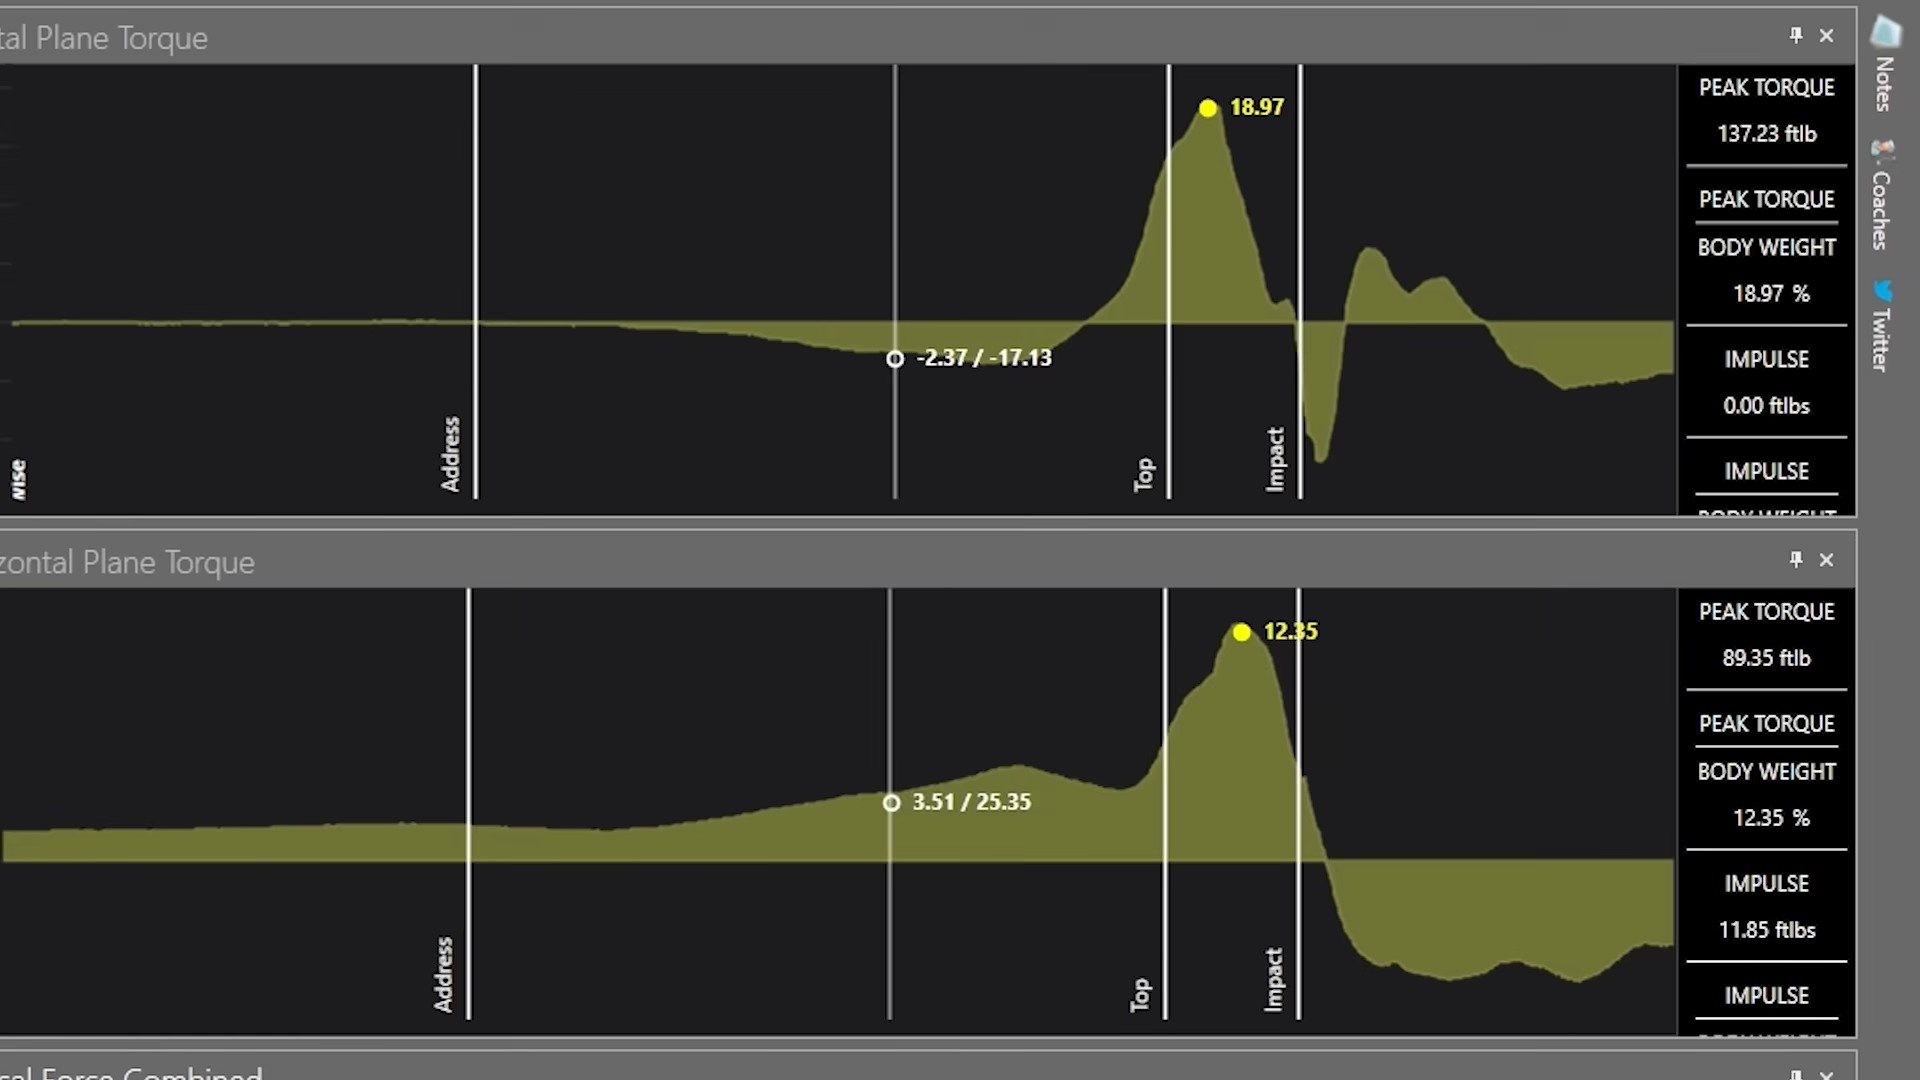 tal Plane Torque
18.97
-2.37 / -17.13
Address
Top
Impact
wise
PEAK TORQUE
137.23 ftlb
PEAK TORQUE
BODY WEIGHT
18.97 %
IMPULSE
0.00 ftlbs
IMPULSE
BODY WEIGHT
Notes
Coaches
Twitter
zontal Plane Torque
12.35
3.51 / 25.35
Address
Top
Impact
PEAK TORQUE
89.35 ftlb
PEAK TORQUE
BODY WEIGHT
12.35 %
IMPULSE
11.85 ftlbs
IMPULSE
cal Force Combined